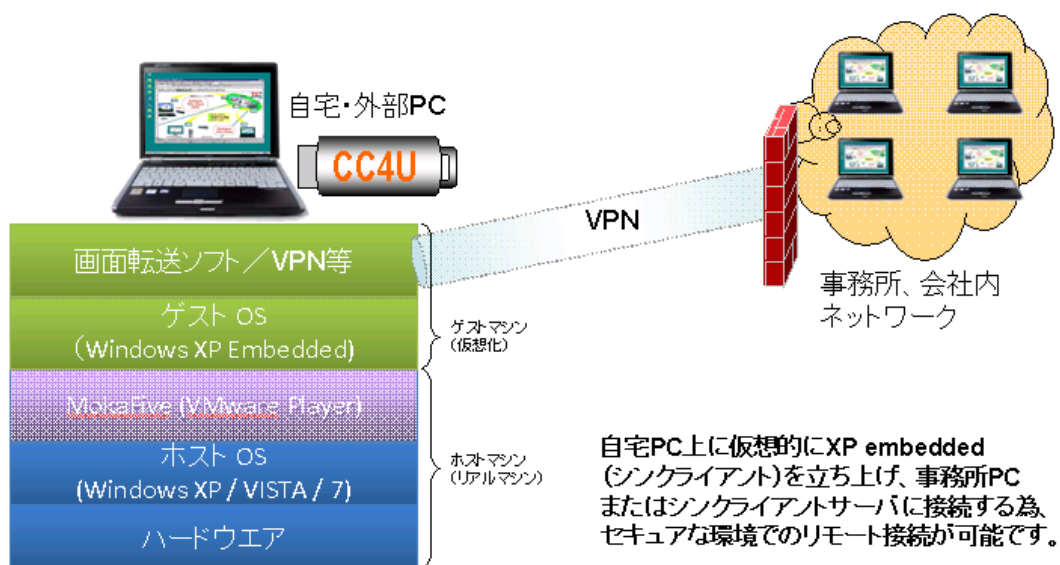 自宅・外部PC
CC4U
VPN
画面転送ソフト／VPN等
ゲスト OS
(Windows XP Embedded)
ゲストマシン
(仮想化)
MokaFive (VMware Player)
ホスト OS
(Windows XP / VISTA / 7)
ホストマシン
(リアルマシン)
ハードウエア
事務所、会社内
ネットワーク
自宅PC上に仮想的にXP embedded
(シンクライアント)を立ち上げ、事務所PC
またはシンクライアントサーバに接続する為、
セキュアな環境でのリモート接続が可能です。